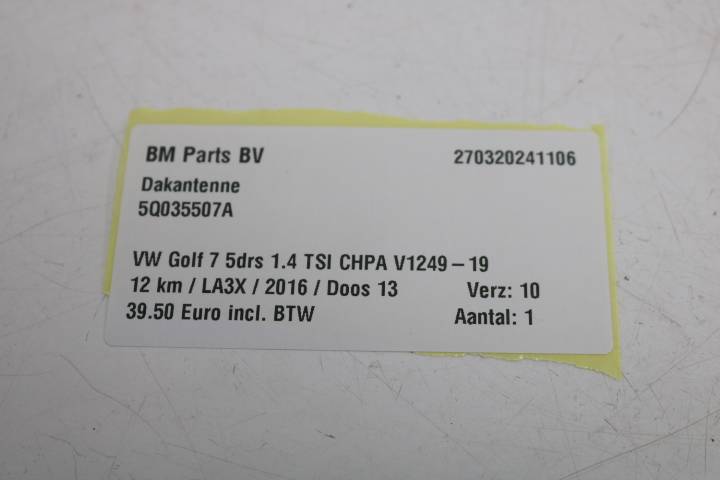 BM Parts BV 270320241106
Dakantenne
5Q035507A
VW Golf 7 5drs 1.4 TSI CHPA V1249 – 19
12 km / LA3X / 2016 / Doos 13 Verz: 10
39.50 Euro incl. BTW Aantal: 1